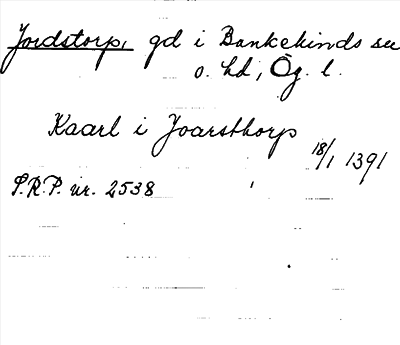 Jordstorp, gd i Bankekinds sn
o. hd, Ög. l.
Kaarl i Joarsthorp
18/1 1391
S.R.P. nr. 2538